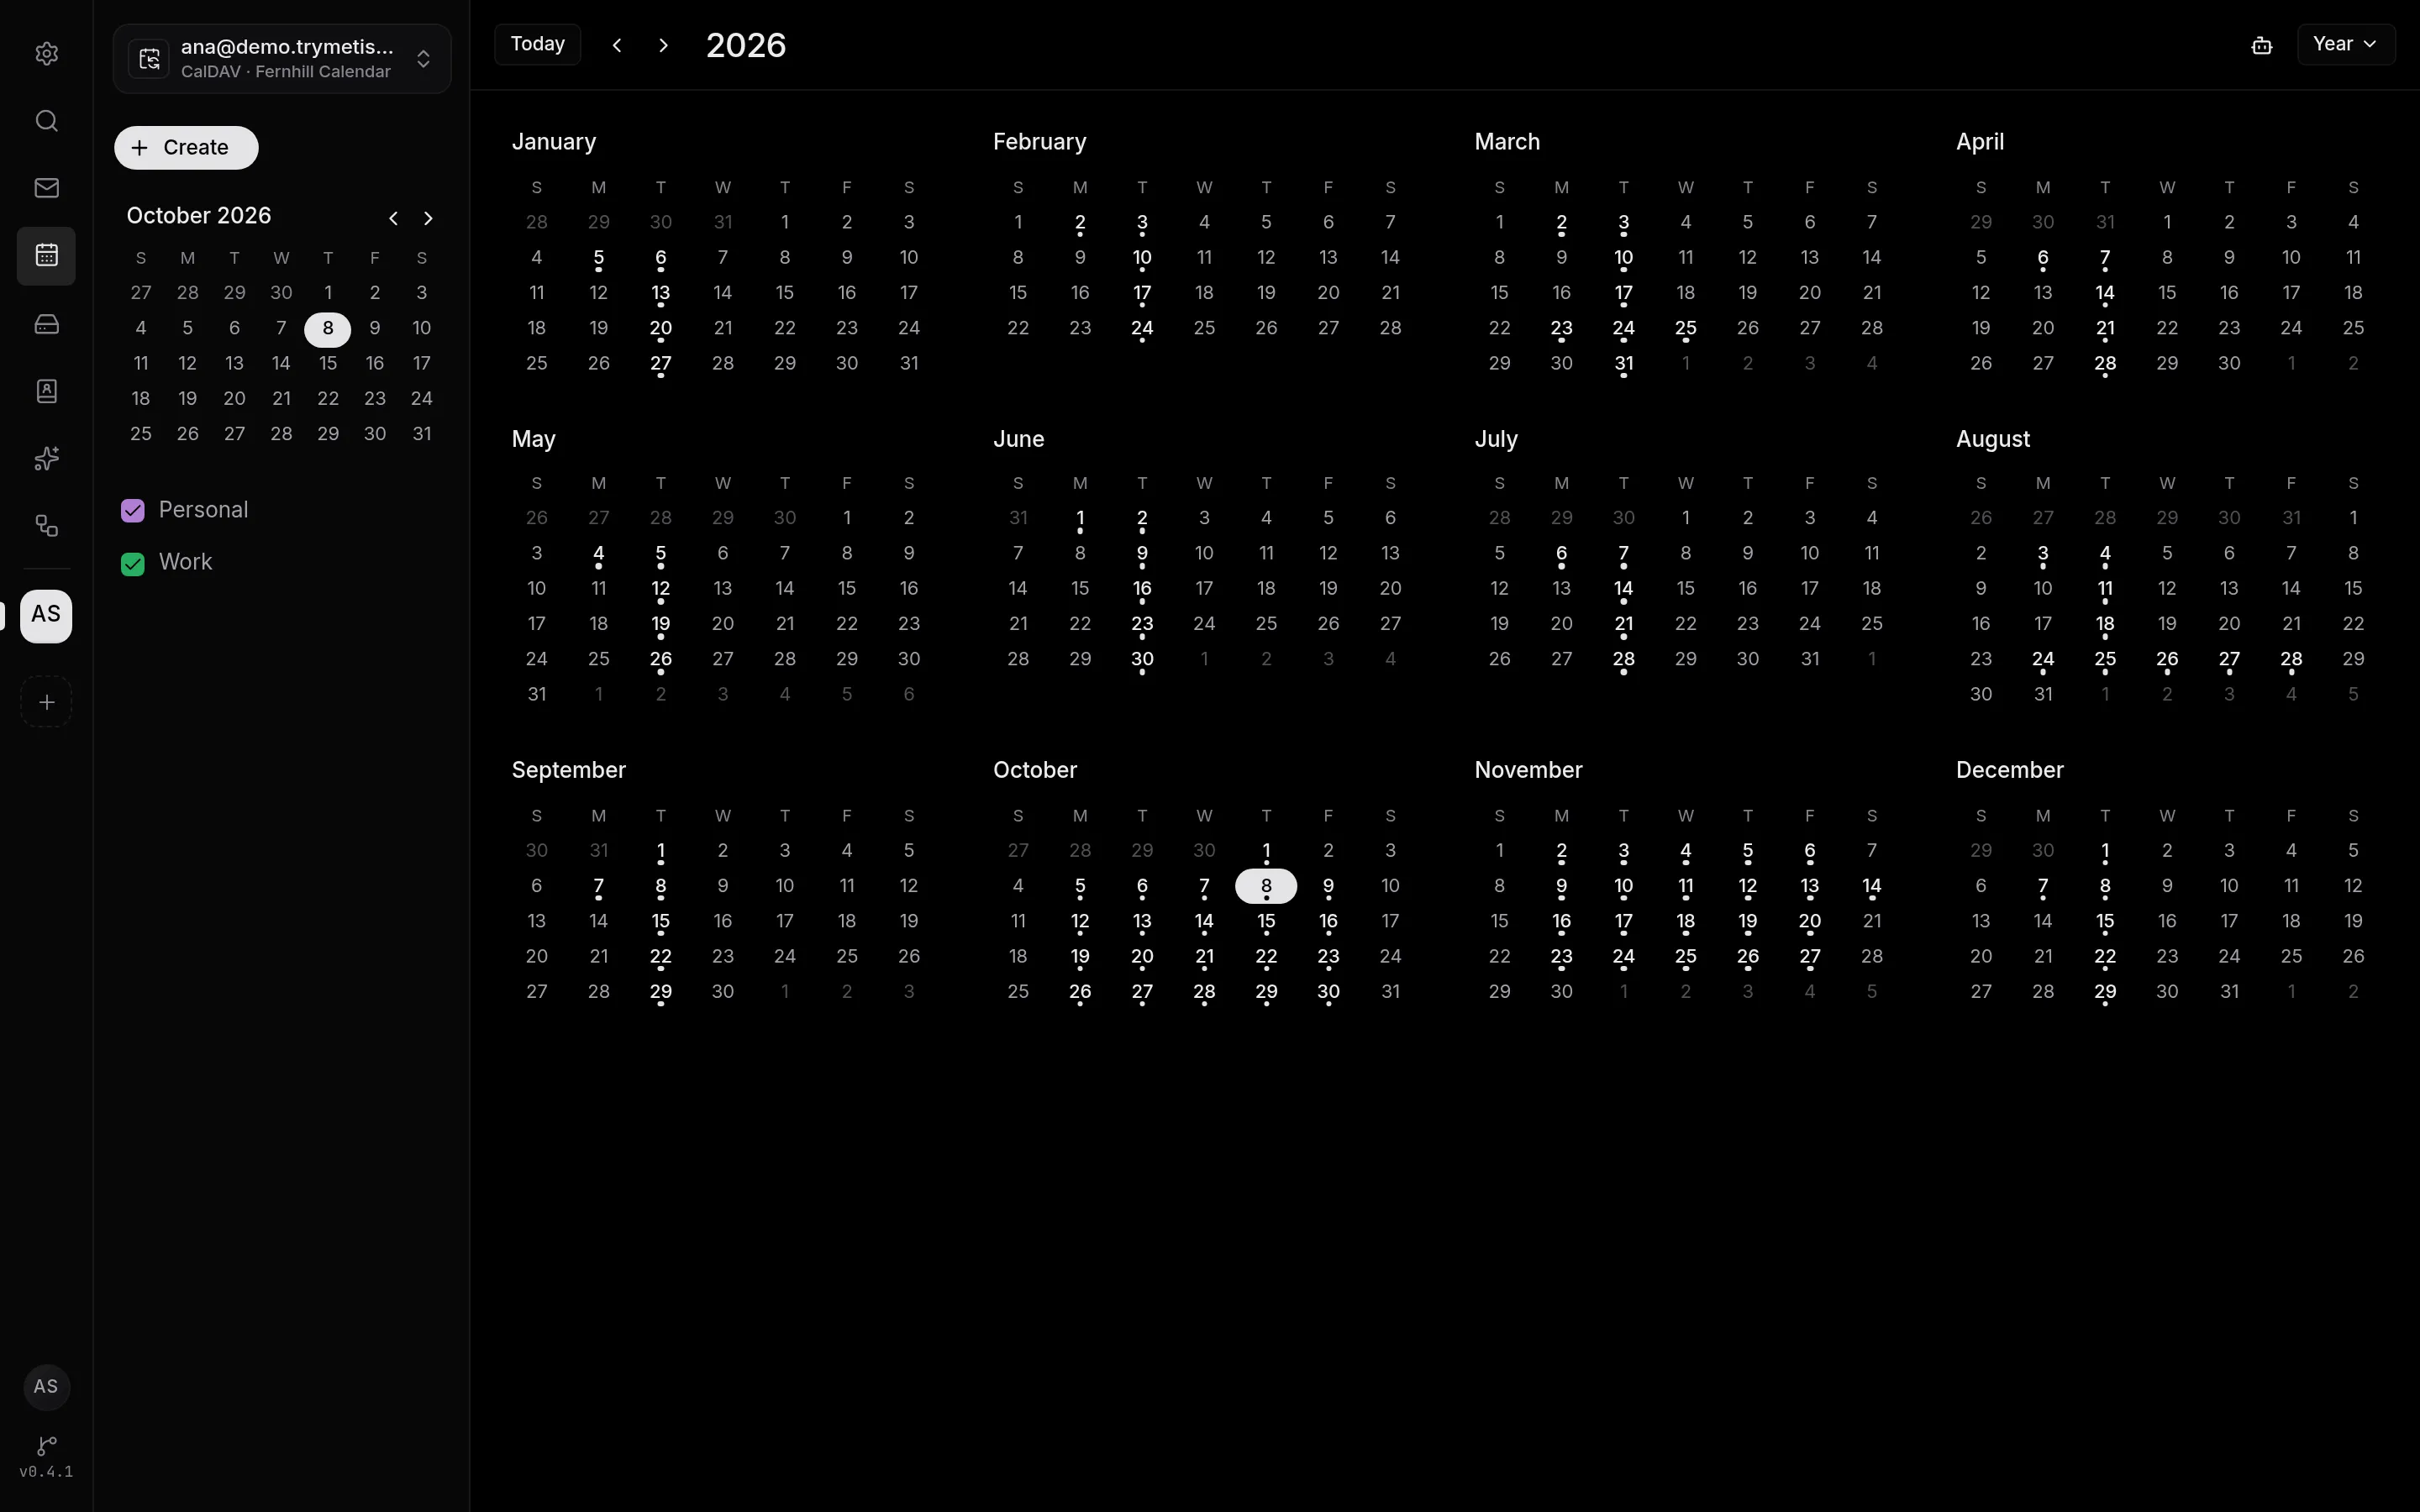 ana@demo.trymetis...
CalDAV · Fernhill Calendar
Create
October 2026
S M T W T F S
27 28 29 30 1 2 3
4 5 6 7 8 9 10
11 12 13 14 15 16 17
18 19 20 21 22 23 24
25 26 27 28 29 30 31
Personal
Work
AS
AS
v0.4.1
Today
2026
Year
January
S M T W T F S
28 29 30 31 1 2 3
4 5 6 7 8 9 10
11 12 13 14 15 16 17
18 19 20 21 22 23 24
25 26 27 28 29 30 31
February
S M T W T F S
1 2 3 4 5 6 7
8 9 10 11 12 13 14
15 16 17 18 19 20 21
22 23 24 25 26 27 28
March
S M T W T F S
1 2 3 4 5 6 7
8 9 10 11 12 13 14
15 16 17 18 19 20 21
22 23 24 25 26 27 28
29 30 31 1 2 3 4
April
S M T W T F S
29 30 31 1 2 3 4
5 6 7 8 9 10 11
12 13 14 15 16 17 18
19 20 21 22 23 24 25
26 27 28 29 30 1 2
May
S M T W T F S
26 27 28 29 30 1 2
3 4 5 6 7 8 9
10 11 12 13 14 15 16
17 18 19 20 21 22 23
24 25 26 27 28 29 30
31 1 2 3 4 5 6
June
S M T W T F S
31 1 2 3 4 5 6
7 8 9 10 11 12 13
14 15 16 17 18 19 20
21 22 23 24 25 26 27
28 29 30 1 2 3 4
July
S M T W T F S
28 29 30 1 2 3 4
5 6 7 8 9 10 11
12 13 14 15 16 17 18
19 20 21 22 23 24 25
26 27 28 29 30 31 1
August
S M T W T F S
26 27 28 29 30 31 1
2 3 4 5 6 7 8
9 10 11 12 13 14 15
16 17 18 19 20 21 22
23 24 25 26 27 28 29
30 31 1 2 3 4 5
September
S M T W T F S
30 31 1 2 3 4 5
6 7 8 9 10 11 12
13 14 15 16 17 18 19
20 21 22 23 24 25 26
27 28 29 30 1 2 3
October
S M T W T F S
27 28 29 30 1 2 3
4 5 6 7 8 9 10
11 12 13 14 15 16 17
18 19 20 21 22 23 24
25 26 27 28 29 30 31
November
S M T W T F S
1 2 3 4 5 6 7
8 9 10 11 12 13 14
15 16 17 18 19 20 21
22 23 24 25 26 27 28
29 30 1 2 3 4 5
December
S M T W T F S
29 30 1 2 3 4 5
6 7 8 9 10 11 12
13 14 15 16 17 18 19
20 21 22 23 24 25 26
27 28 29 30 31 1 2